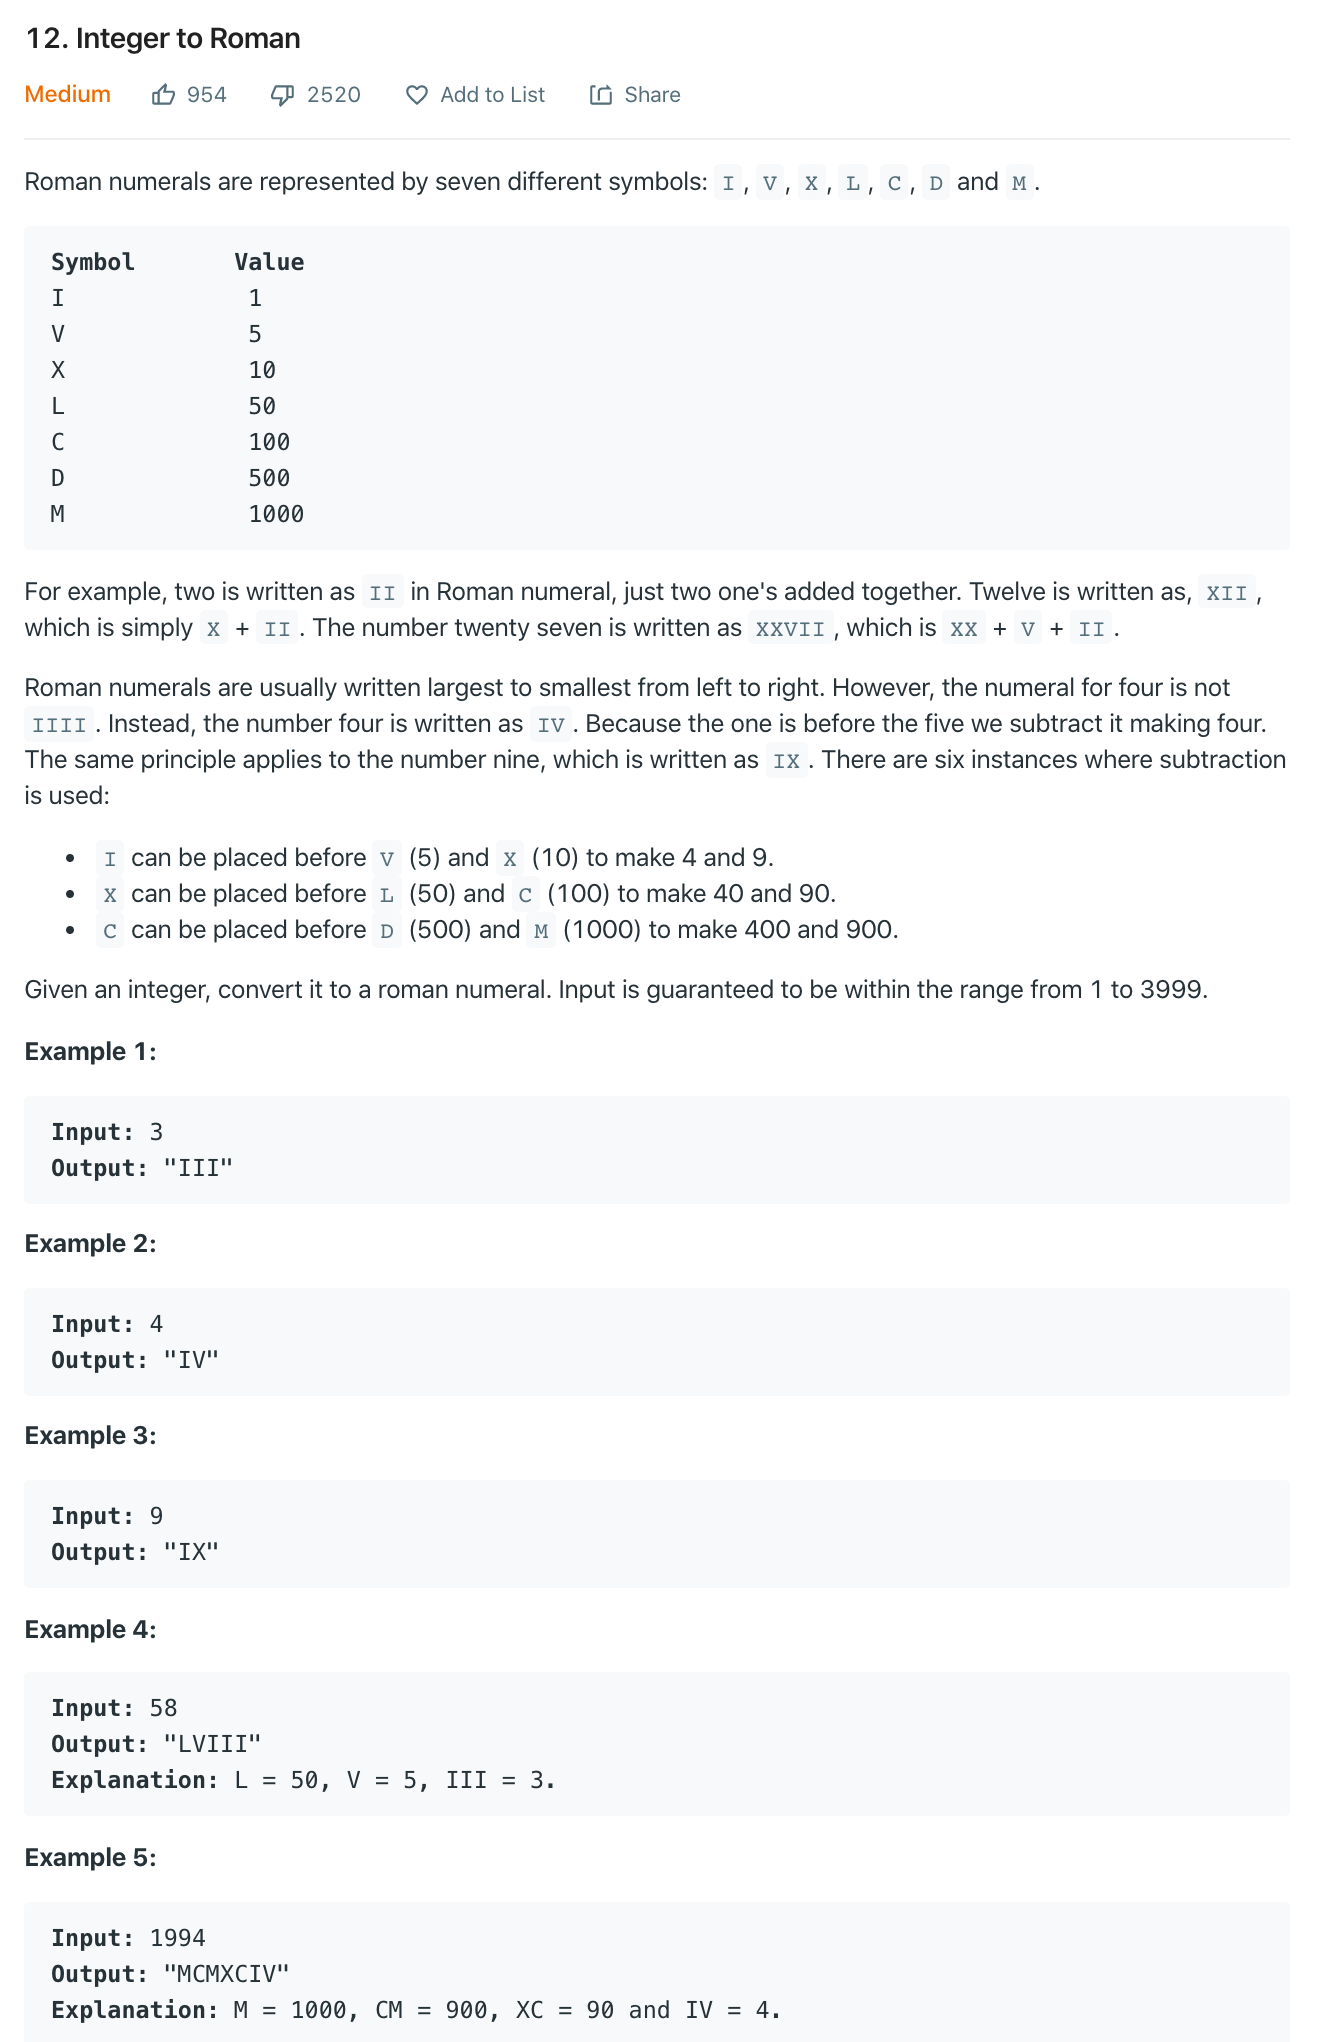 12. Integer to Roman
Medium 954 2520 Add to List Share
Roman numerals are represented by seven different symbols: I, V, X, L, C, D and M.
Symbol Value
I 1
V 5
X 10
L 50
C 100
D 500
M 1000
For example, two is written as II in Roman numeral, just two one's added together. Twelve is written as, XII,
which is simply X + II. The number twenty seven is written as XXVII, which is XX + V + II.
Roman numerals are usually written largest to smallest from left to right. However, the numeral for four is not
IIII. Instead, the number four is written as IV. Because the one is before the five we subtract it making four.
The same principle applies to the number nine, which is written as IX. There are six instances where subtraction
is used:
• I can be placed before V (5) and X (10) to make 4 and 9.
• X can be placed before L (50) and C (100) to make 40 and 90.
• C can be placed before D (500) and M (1000) to make 400 and 900.
Given an integer, convert it to a roman numeral. Input is guaranteed to be within the range from 1 to 3999.
Example 1:
Input: 3
Output: "III"
Example 2:
Input: 4
Output: "IV"
Example 3:
Input: 9
Output: "IX"
Example 4:
Input: 58
Output: "LVIII"
Explanation: L = 50, V = 5, III = 3.
Example 5:
Input: 1994
Output: "MCMXCIV"
Explanation: M = 1000, CM = 900, XC = 90 and IV = 4.